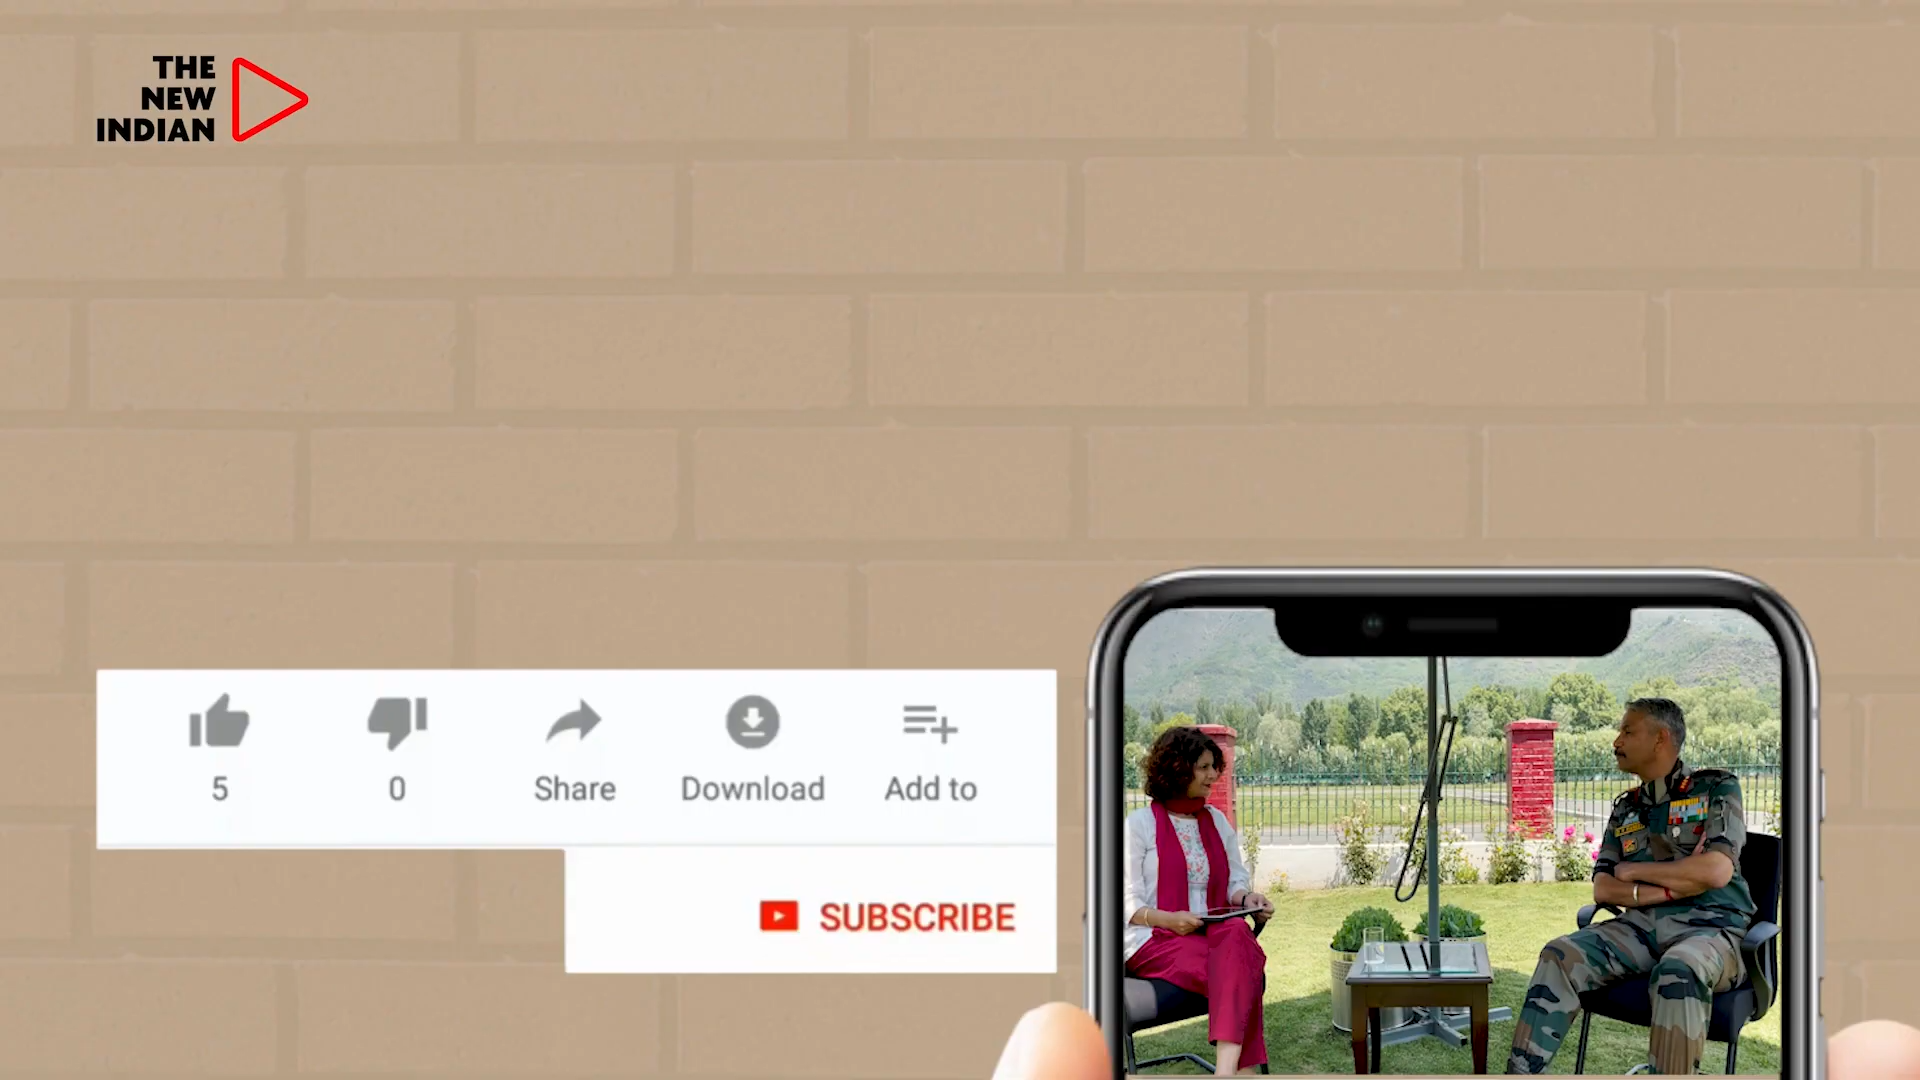 THE
NEW
INDIAN
5 0 Share Download Add to
SUBSCRIBE